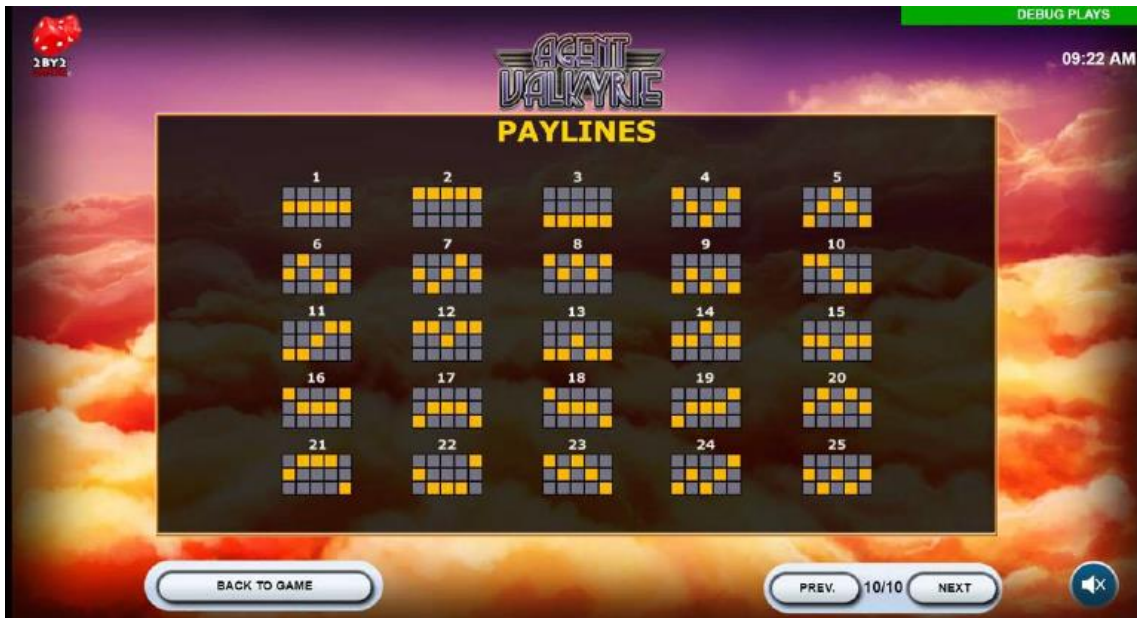 DEBUG PLAYS
2BY2
09:22 AM
AGENT
VALKYRIE
PAYLINES
1 2 3 4 5
6 7 8 9 10
11 12 13 14 15
16 17 18 19 20
21 22 23 24 25
BACK TO GAME
PREV. 10/10 NEXT